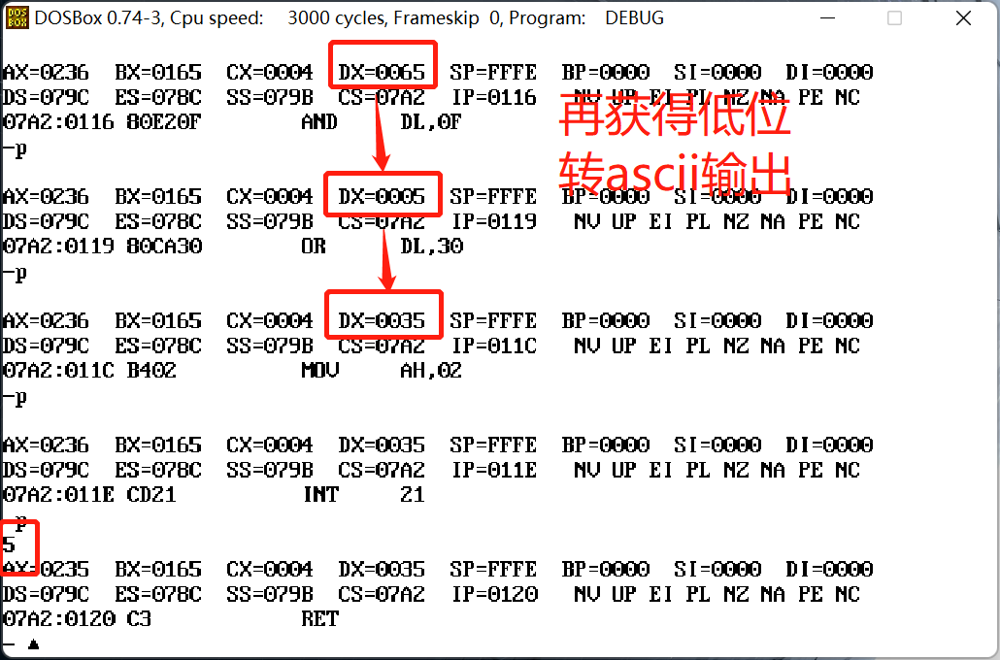 DOSBox 0.74-3, Cpu speed: 3000 cycles, Frameskip 0, Program: DEBUG
AX=0236 BX=0165 CX=0004 DX=0065 SP=FFFE BP=0000 SI=0000 DI=0000
DS=079C ES=078C SS=079B CS=07A2 IP=0116 NV UP EI PL NZ NA PE NC
07A2:0116 80E20F AND DL,0F
-p
再获得低位
转ascii输出
AX=0236 BX=0165 CX=0004 DX=0005 SP=FFFE BP=0000 SI=0000 DI=0000
DS=079C ES=078C SS=079B CS=07A2 IP=0119 NV UP EI PL NZ NA PE NC
07A2:0119 80CA30 OR DL,30
-p
AX=0236 BX=0165 CX=0004 DX=0035 SP=FFFE BP=0000 SI=0000 DI=0000
DS=079C ES=078C SS=079B CS=07A2 IP=011C NV UP EI PL NZ NA PE NC
07A2:011C B402 MOV AH,02
-p
AX=0236 BX=0165 CX=0004 DX=0035 SP=FFFE BP=0000 SI=0000 DI=0000
DS=079C ES=078C SS=079B CS=07A2 IP=011E NV UP EI PL NZ NA PE NC
07A2:011E CD21 INT 21
-p
5
AX=0235 BX=0165 CX=0004 DX=0035 SP=FFFE BP=0000 SI=0000 DI=0000
DS=079C ES=078C SS=079B CS=07A2 IP=0120 NV UP EI PL NZ NA PE NC
07A2:0120 C3 RET
-